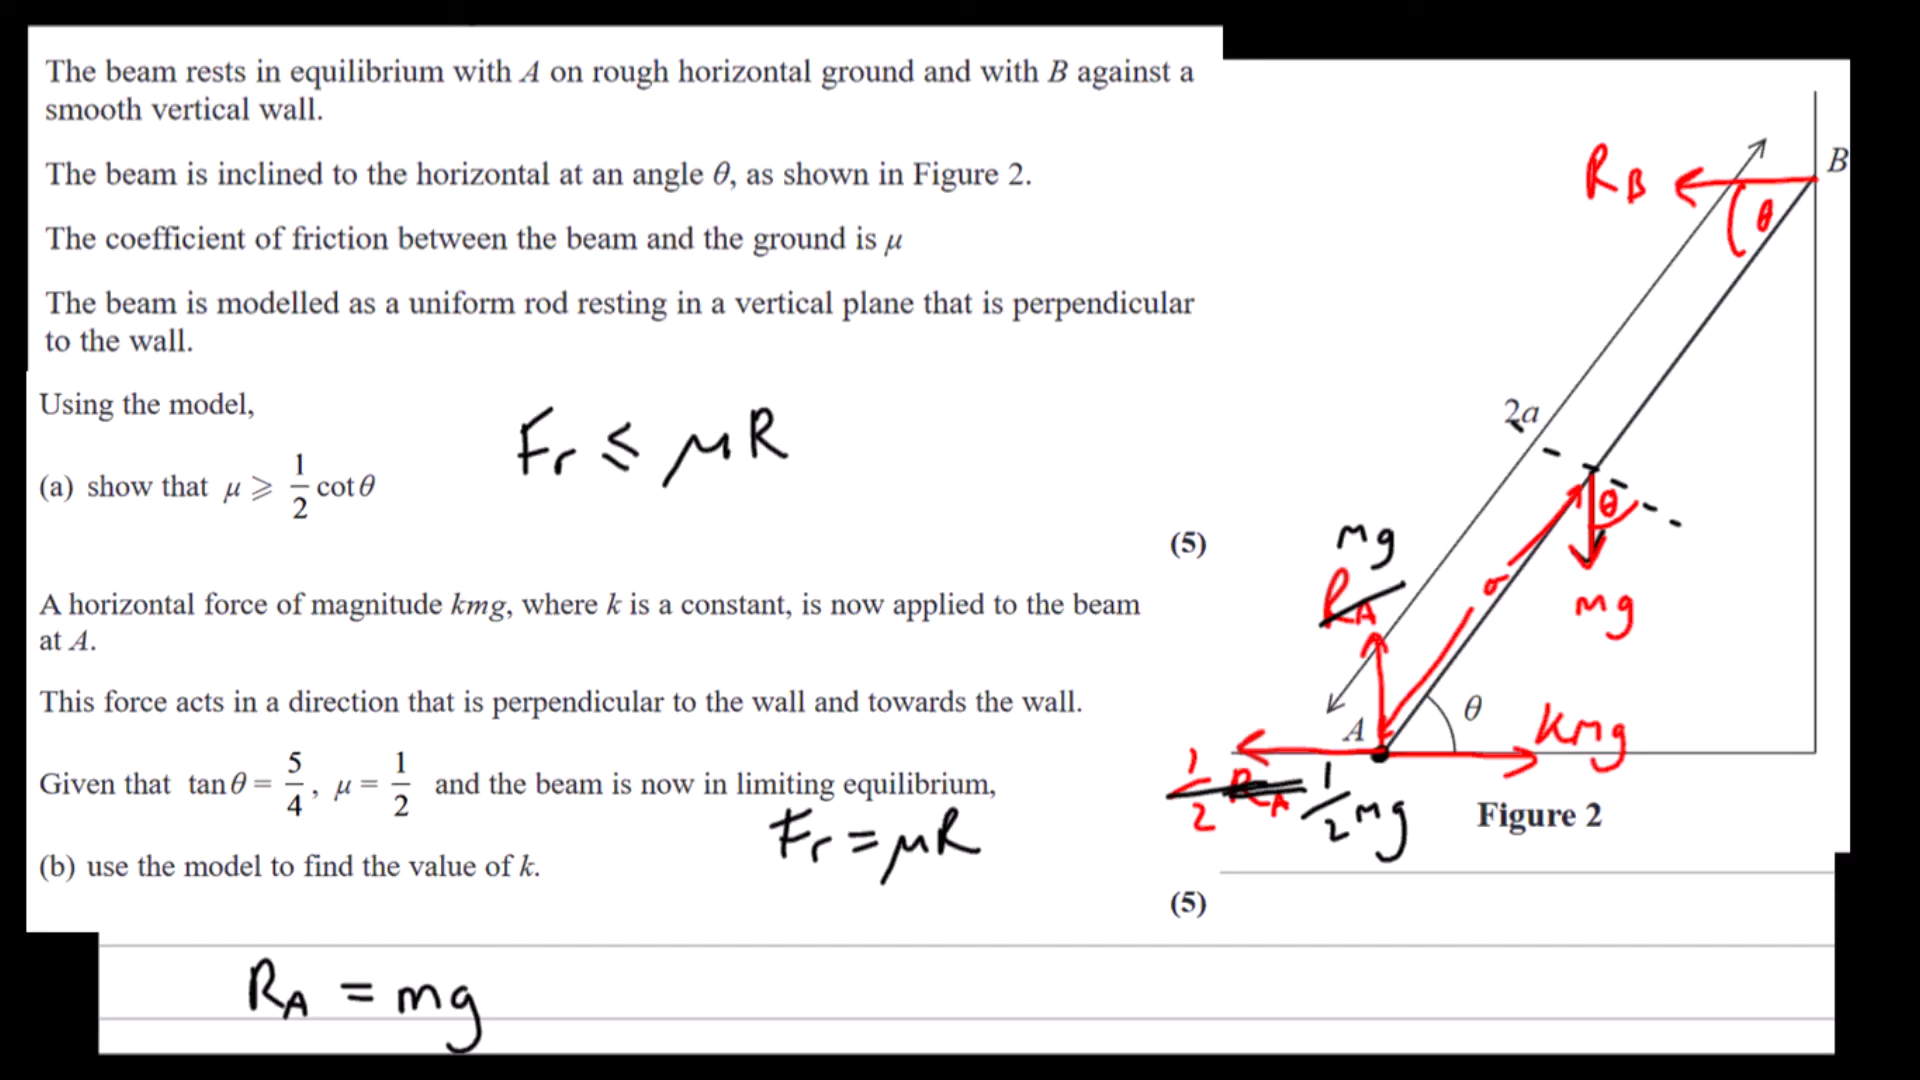 The beam rests in equilibrium with A on rough horizontal ground and with B against a
smooth vertical wall.
The beam is inclined to the horizontal at an angle θ, as shown in Figure 2.
The coefficient of friction between the beam and the ground is μ
The beam is modelled as a uniform rod resting in a vertical plane that is perpendicular
to the wall.
Using the model,
Fr ≤ μR
(a) show that μ ⩾ 1/2 cot θ
(5)
A horizontal force of magnitude kmg, where k is a constant, is now applied to the beam
at A.
This force acts in a direction that is perpendicular to the wall and towards the wall.
Given that tan θ = 5/4, μ = 1/2 and the beam is now in limiting equilibrium,
Fr = μR
(b) use the model to find the value of k.
(5)
R_A = mg
B
R_B
θ
2a
θ
mg
R_A
a
mg
A
θ
kmg
1/2 R_A
1/2 mg
Figure 2